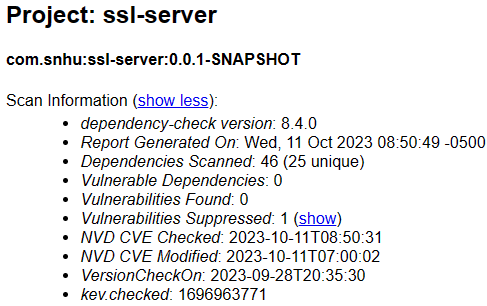 Project: ssl-server
com.snhu:ssl-server:0.0.1-SNAPSHOT
Scan Information (show less):
• dependency-check version: 8.4.0
• Report Generated On: Wed, 11 Oct 2023 08:50:49 -0500
• Dependencies Scanned: 46 (25 unique)
• Vulnerable Dependencies: 0
• Vulnerabilities Found: 0
• Vulnerabilities Suppressed: 1 (show)
• NVD CVE Checked: 2023-10-11T08:50:31
• NVD CVE Modified: 2023-10-11T07:00:02
• VersionCheckOn: 2023-09-28T20:35:30
• kev.checked: 1696963771